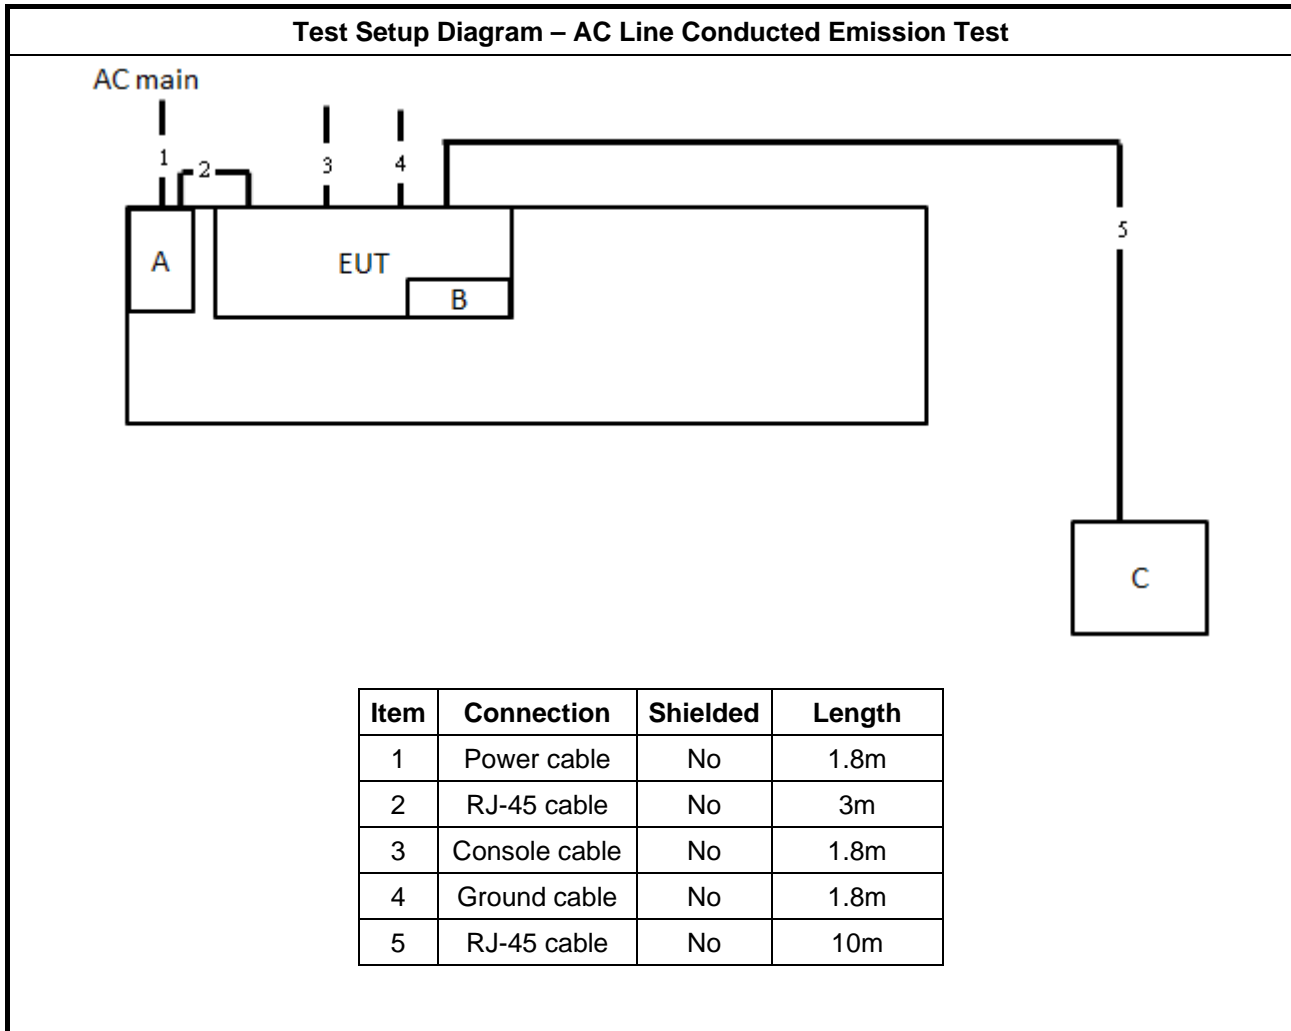 Test Setup Diagram – AC Line Conducted Emission Test
AC main
1
2
3
4
5
A
EUT
B
C
Item Connection Shielded Length
1 Power cable No 1.8m
2 RJ-45 cable No 3m
3 Console cable No 1.8m
4 Ground cable No 1.8m
5 RJ-45 cable No 10m